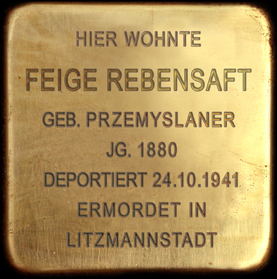 HIER WOHNTE
FEIGE REBENSAFT
GEB. PRZEMYSLANER
JG. 1880
DEPORTIERT 24.10.1941
ERMORDET IN
LITZMANNSTADT